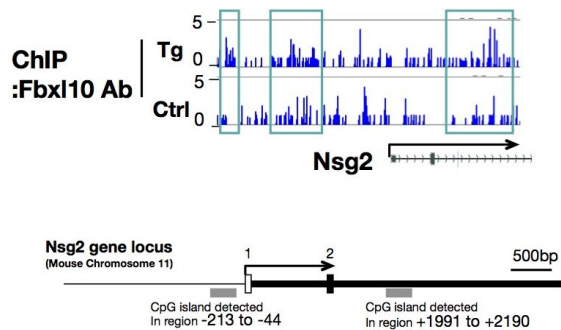 5
Tg
0
ChIP
:Fbxl10 Ab
5
Ctrl
0
Nsg2
Nsg2 gene locus
(Mouse Chromosome 11)
1
2
500bp
CpG island detected
In region -213 to -44
CpG island detected
In region +1991 to +2190